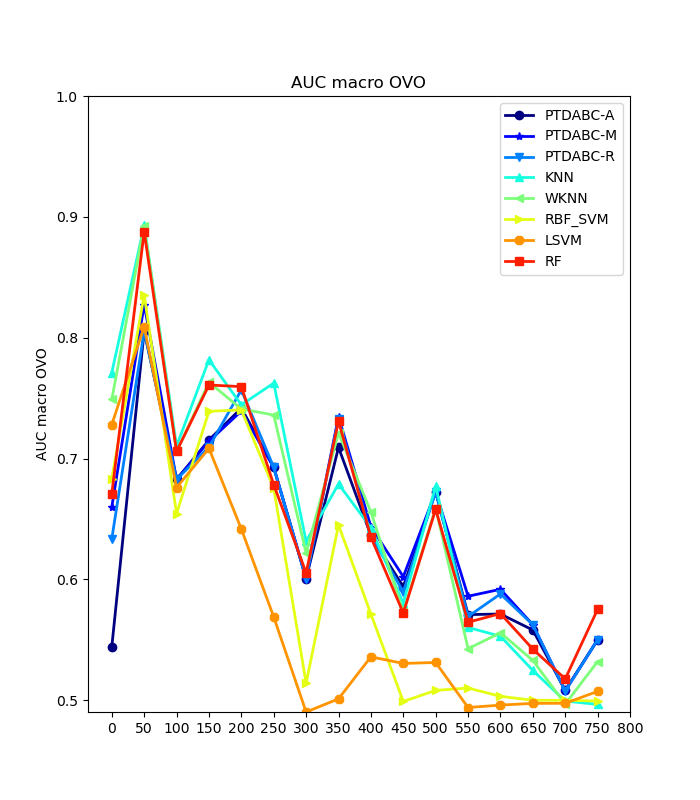 AUC macro OVO
1.0
0.9
0.8
0.7
0.6
0.5
AUC macro OVO
PTDABC-A
PTDABC-M
PTDABC-R
KNN
WKNN
RBF_SVM
LSVM
RF
0 50 100 150 200 250 300 350 400 450 500 550 600 650 700 750 800